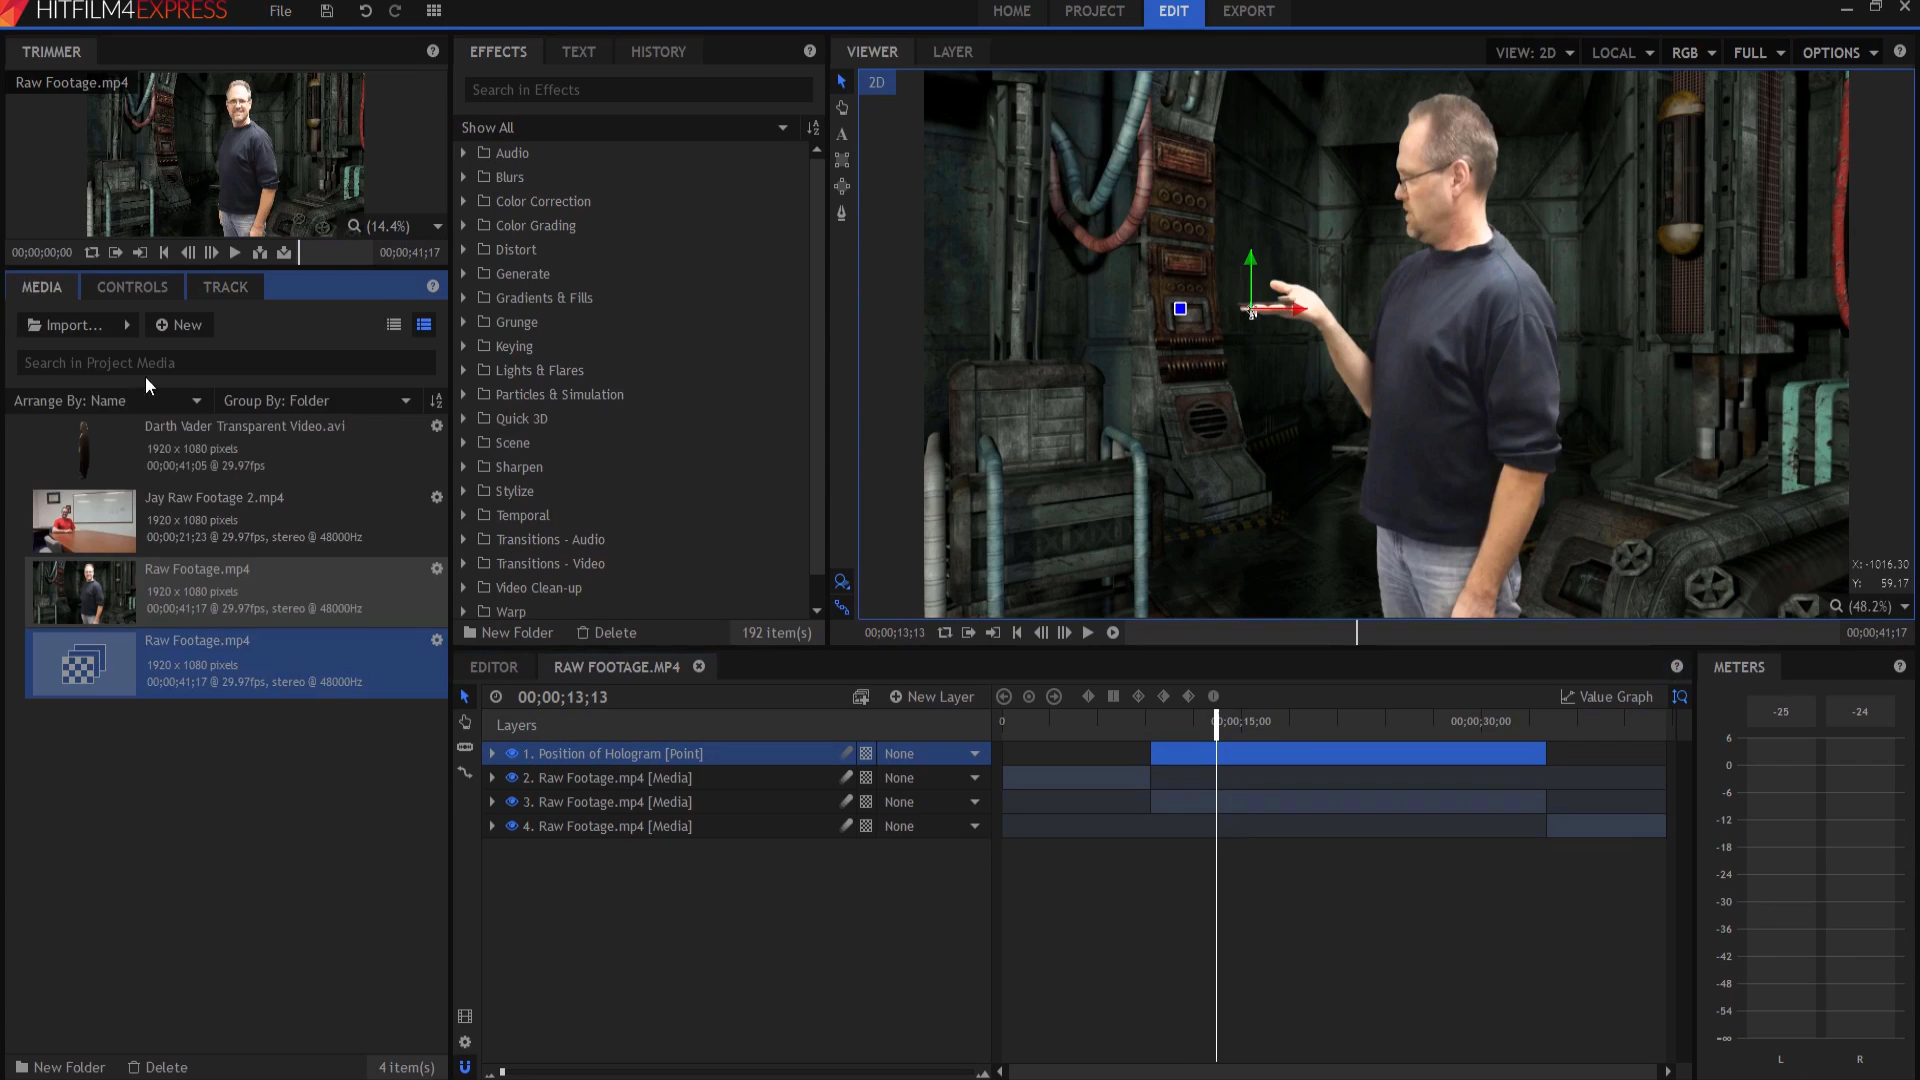 HITFILM4EXPRESS
File
HOME
PROJECT
EDIT
EXPORT
TRIMMER
Raw Footage.mp4
(14.4%)
00;00;00;00
00;00;41;17
MEDIA
CONTROLS
TRACK
Import...
New
Search in Project Media
Arrange By: Name
Group By: Folder
Darth Vader Transparent Video.avi
1920 x 1080 pixels
00;00;41;05 @ 29.97fps
Jay Raw Footage 2.mp4
1920 x 1080 pixels
00;00;21;23 @ 29.97fps, stereo @ 48000Hz
Raw Footage.mp4
1920 x 1080 pixels
00;00;41;17 @ 29.97fps, stereo @ 48000Hz
Raw Footage.mp4
1920 x 1080 pixels
00;00;41;17 @ 29.97fps, stereo @ 48000Hz
New Folder
Delete
4 item(s)
EFFECTS
TEXT
HISTORY
Search in Effects
Show All
Audio
Blurs
Color Correction
Color Grading
Distort
Generate
Gradients & Fills
Grunge
Keying
Lights & Flares
Particles & Simulation
Quick 3D
Scene
Sharpen
Stylize
Temporal
Transitions - Audio
Transitions - Video
Video Clean-up
Warp
New Folder
Delete
192 item(s)
VIEWER
LAYER
VIEW: 2D
LOCAL
RGB
FULL
OPTIONS
2D
X: -1016.30
Y: 59.17
(48.2%)
00;00;13;13
00;00;41;17
EDITOR
RAW FOOTAGE.MP4
00;00;13;13
New Layer
Value Graph
Layers
0
00;00;15;00
00;00;30;00
1. Position of Hologram [Point]
None
2. Raw Footage.mp4 [Media]
None
3. Raw Footage.mp4 [Media]
None
4. Raw Footage.mp4 [Media]
None
METERS
-25
-24
6
0
-6
-12
-18
-24
-30
-36
-42
-48
-54
-∞
L
R